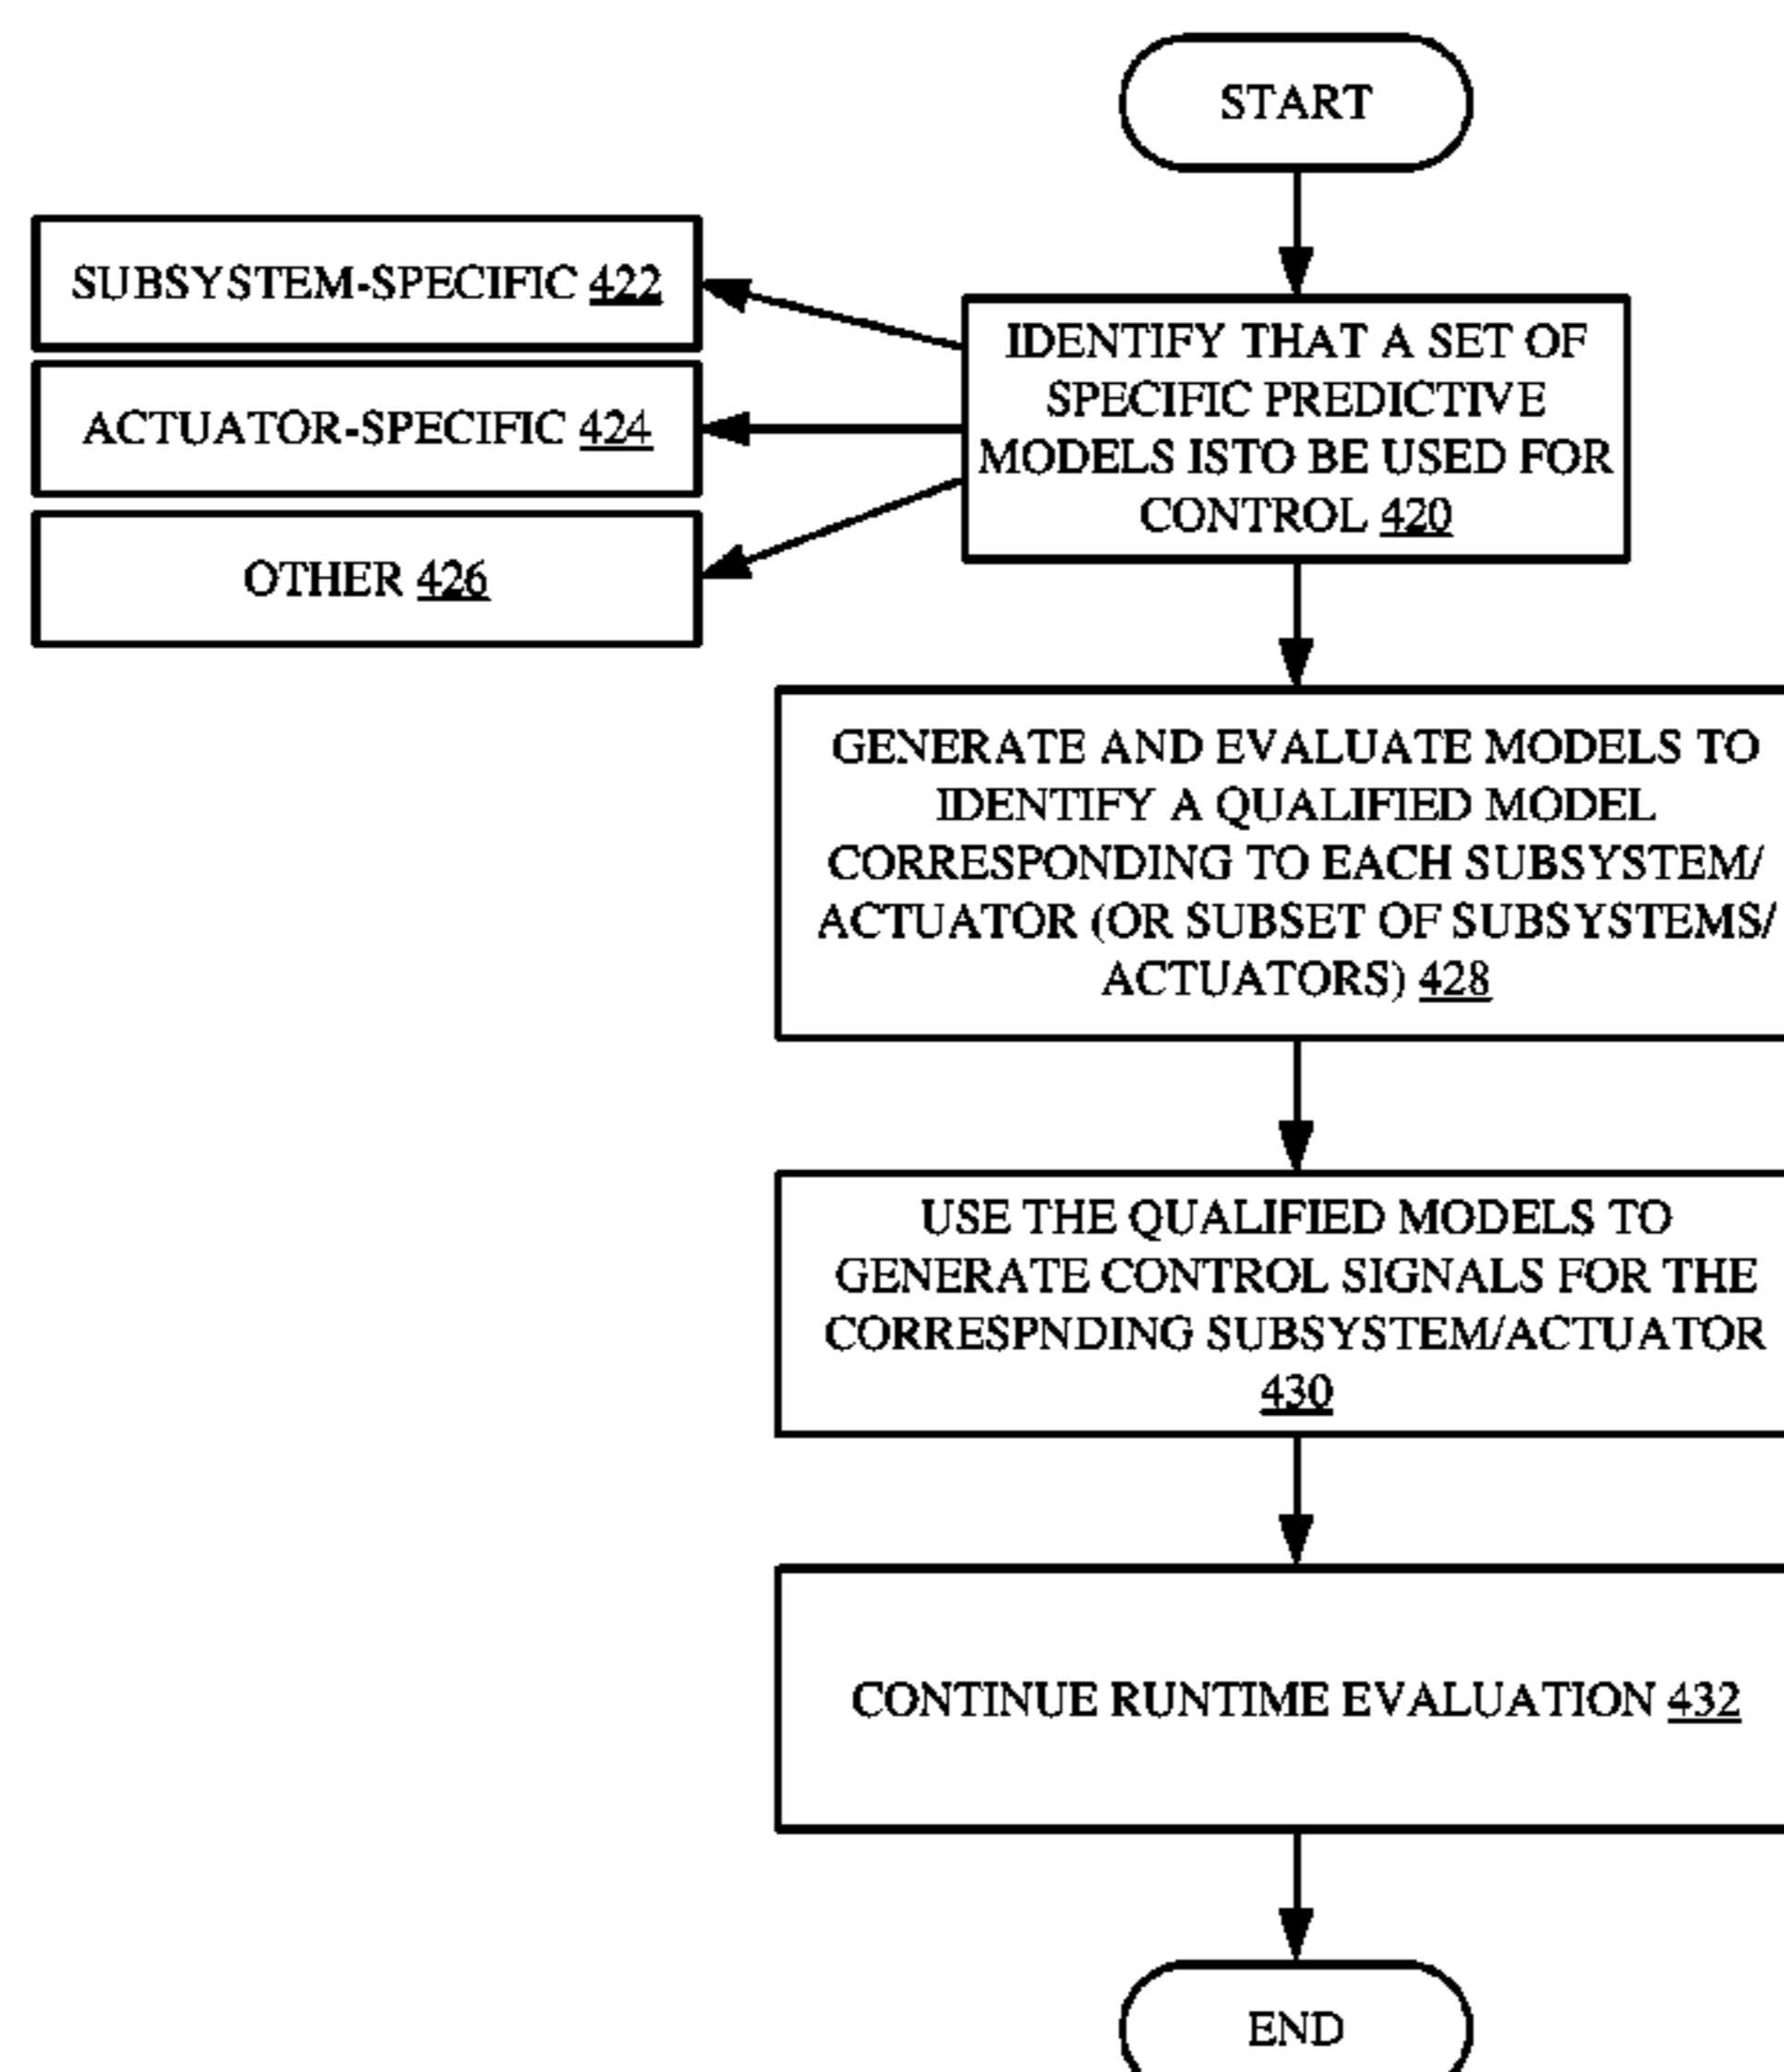 START
SUBSYSTEM-SPECIFIC 422
ACTUATOR-SPECIFIC 424
OTHER 426
IDENTIFY THAT A SET OF
SPECIFIC PREDICTIVE
MODELS ISTO BE USED FOR
CONTROL 420
GENERATE AND EVALUATE MODELS TO
IDENTIFY A QUALIFIED MODEL
CORRESPONDING TO EACH SUBSYSTEM/
ACTUATOR (OR SUBSET OF SUBSYSTEMS/
ACTUATORS) 428
USE THE QUALIFIED MODELS TO
GENERATE CONTROL SIGNALS FOR THE
CORRESPNDING SUBSYSTEM/ACTUATOR
430
CONTINUE RUNTIME EVALUATION 432
END